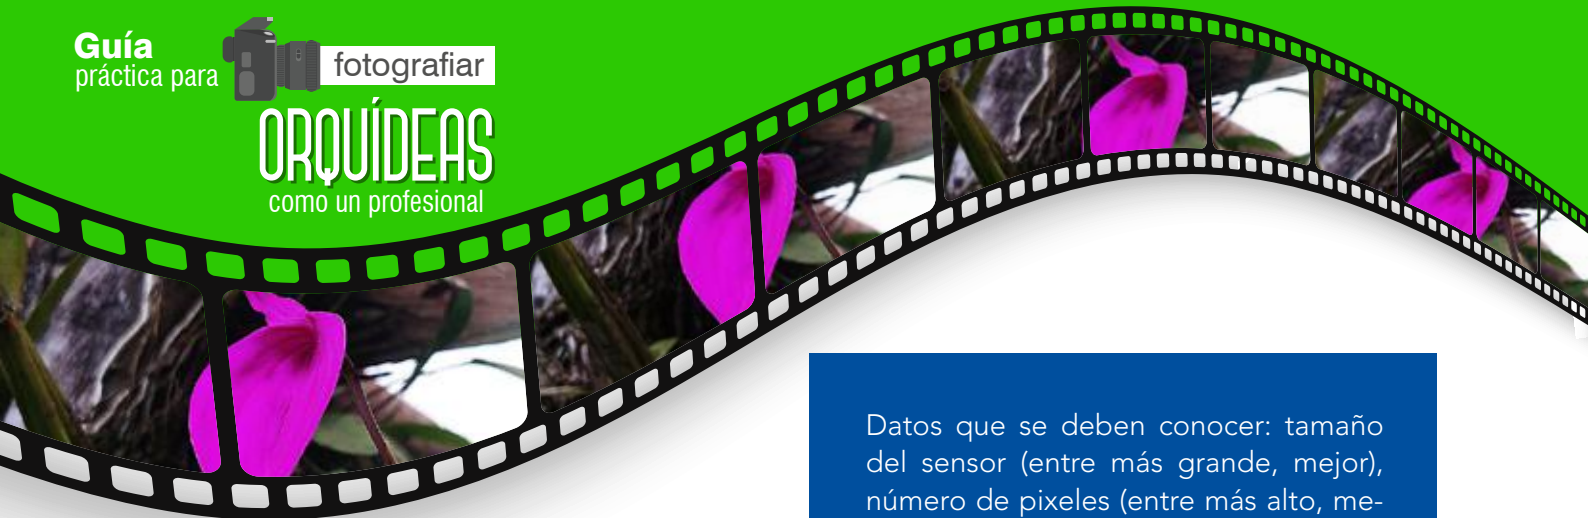 Guía
práctica para
fotografiar
ORQUÍDEAS
como un profesional
Datos que se deben conocer: tamaño
del sensor (entre más grande, mejor),
número de pixeles (entre más alto, me-